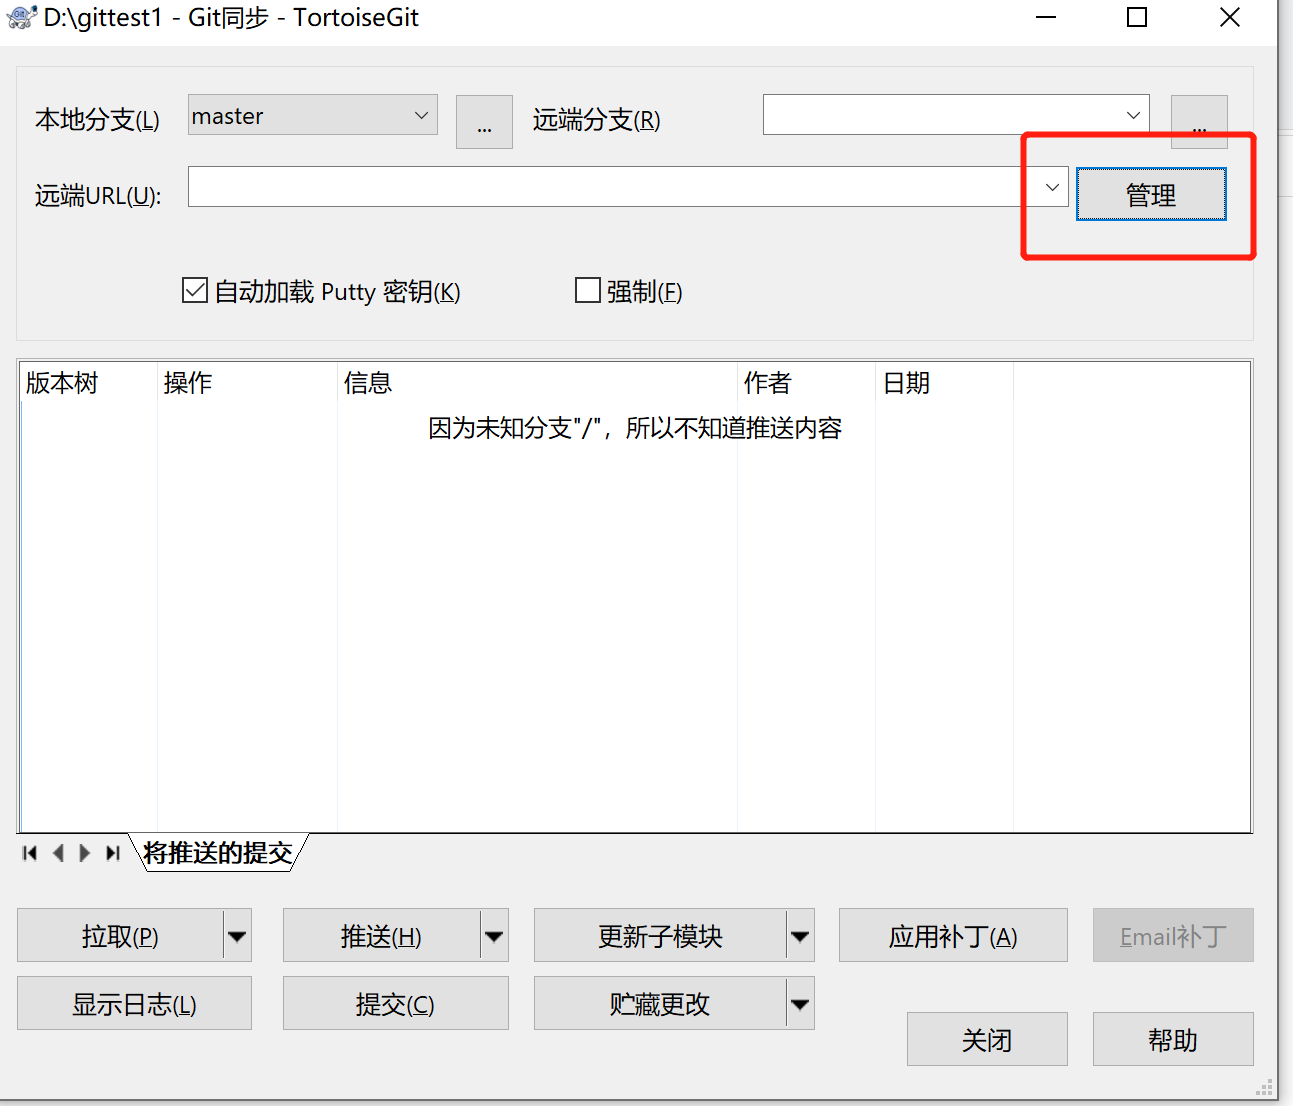 D:\gittest1 - Git同步 - TortoiseGit
本地分支(L) master ... 远端分支(R) ...
远端URL(U): 管理
自动加载 Putty 密钥(K) 强制(F)
版本树 操作 信息 作者 日期
因为未知分支"/"，所以不知道推送内容
将推送的提交
拉取(P) 推送(H) 更新子模块 应用补丁(A) Email补丁
显示日志(L) 提交(C) 贮藏更改
关闭 帮助